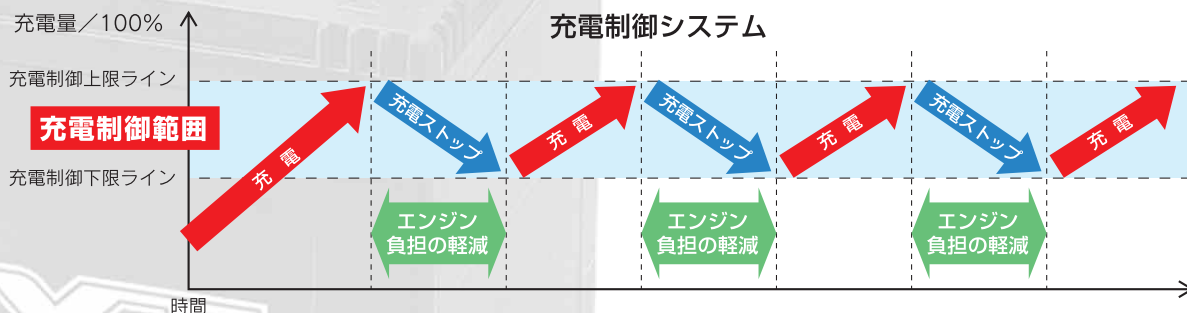 充電制御システム
充電量／100%
充電制御上限ライン
充電制御範囲
充電制御下限ライン
充 電
充電ストップ
充 電
充電ストップ
充 電
充電ストップ
充 電
エンジン
負担の軽減
エンジン
負担の軽減
エンジン
負担の軽減
時間